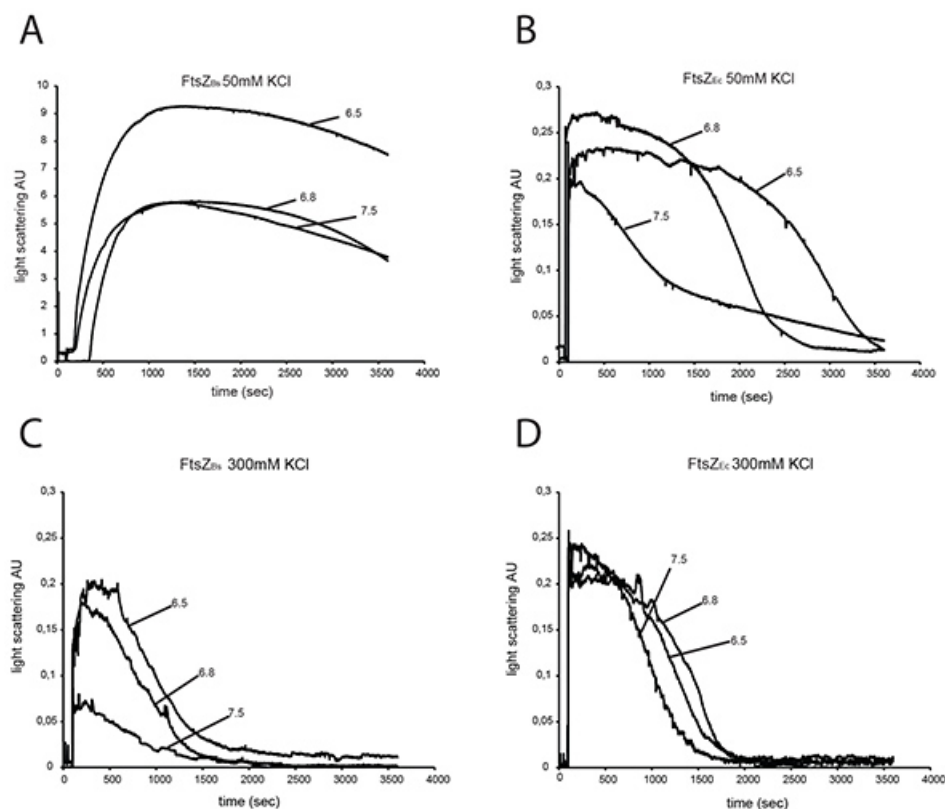 A
FtsZBs 50mM KCl
light scattering AU
10
9
8
7
6
5
4
3
2
1
0
6.5
6.8
7.5
0 500 1000 1500 2000 2500 3000 3500 4000
time (sec)
B
FtsZEc 50mM KCl
light scattering AU
0,3
0,25
0,2
0,15
0,1
0,05
0
6.8
6.5
7.5
0 500 1000 1500 2000 2500 3000 3500 4000
time (sec)
C
FtsZBs 300mM KCl
light scattering AU
0,3
0,25
0,2
0,15
0,1
0,05
0
6.5
6.8
7.5
0 500 1000 1500 2000 2500 3000 3500 4000
time (sec)
D
FtsZEc 300mM KCl
light scattering AU
0,3
0,25
0,2
0,15
0,1
0,05
0
7.5
6.8
6.5
0 500 1000 1500 2000 2500 3000 3500 4000
time (sec)